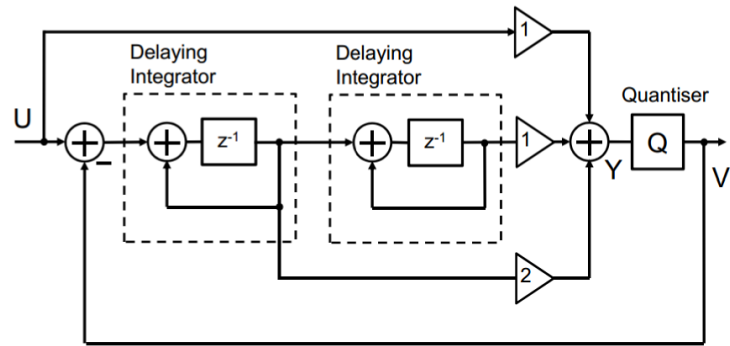 1
Delaying
Integrator
Delaying
Integrator
Quantiser
U
+
+
z-1
+
z-1
1
+
Q
−
Y
V
2